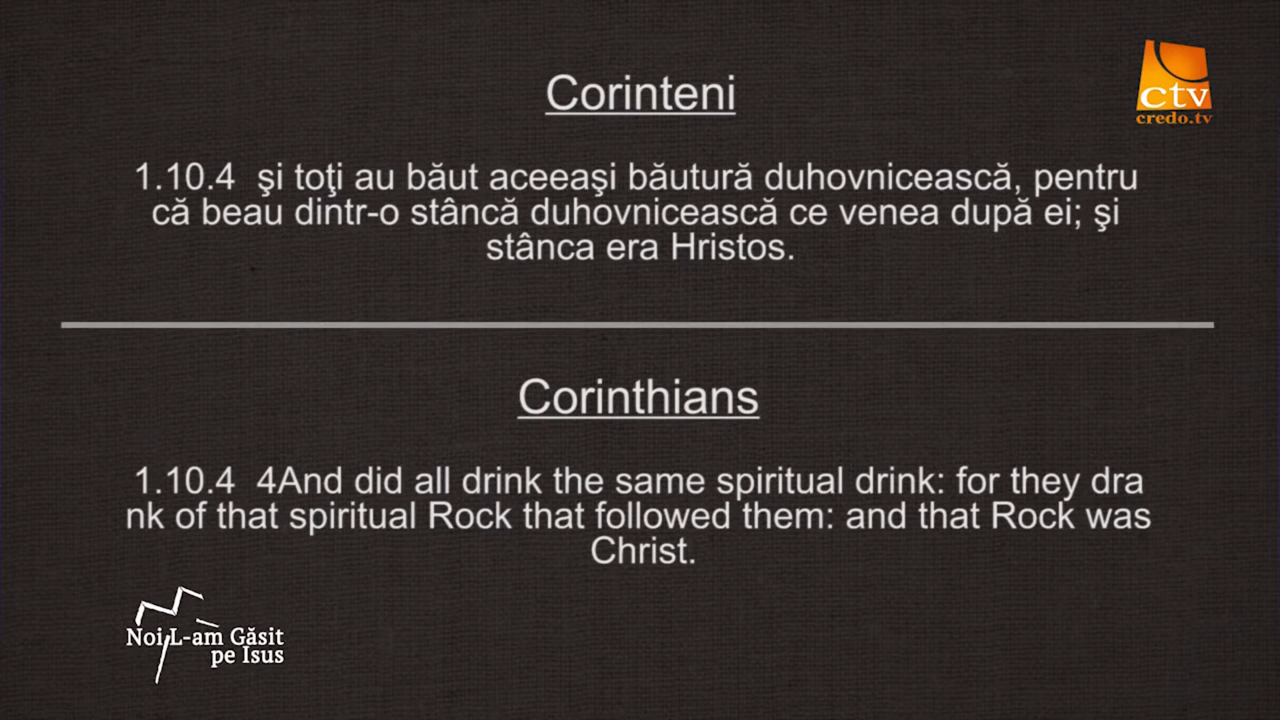 Corinteni
ctv
credo.tv
1.10.4 şi toţi au băut aceeaşi băutură duhovnicească, pentru
că beau dintr-o stâncă duhovnicească ce venea după ei; şi
stânca era Hristos.
Corinthians
1.10.4 4And did all drink the same spiritual drink: for they dra
nk of that spiritual Rock that followed them: and that Rock was
Christ.
Noi L-am Găsit
pe Isus